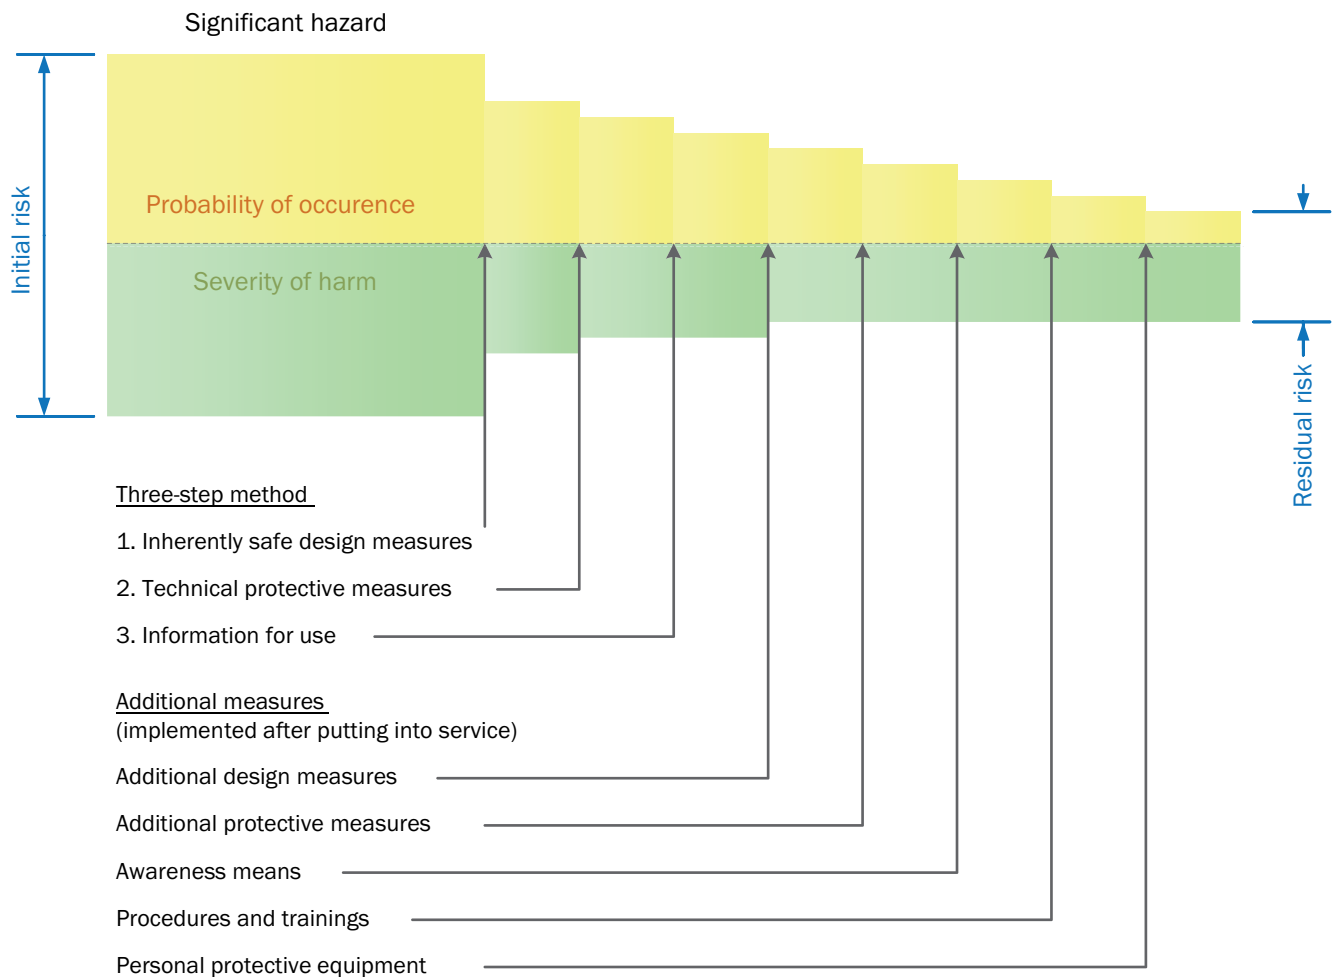 Significant hazard
Initial risk
Probability of occurence
Severity of harm
Residual risk
Three-step method
1. Inherently safe design measures
2. Technical protective measures
3. Information for use
Additional measures
(implemented after putting into service)
Additional design measures
Additional protective measures
Awareness means
Procedures and trainings
Personal protective equipment